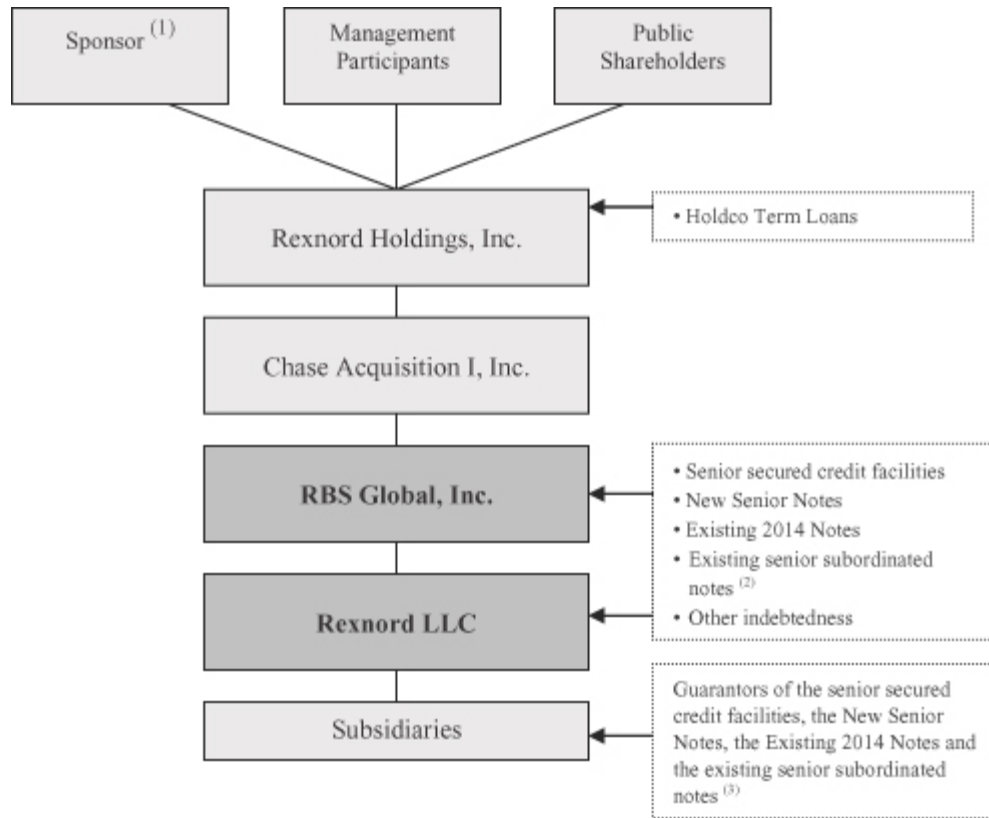 Sponsor (1)
Management
Participants
Public
Shareholders
Rexnord Holdings, Inc.
• Holdco Term Loans
Chase Acquisition I, Inc.
RBS Global, Inc.
• Senior secured credit facilities
• New Senior Notes
• Existing 2014 Notes
• Existing senior subordinated
notes (2)
• Other indebtedness
Rexnord LLC
Subsidiaries
Guarantors of the senior secured
credit facilities, the New Senior
Notes, the Existing 2014 Notes and
the existing senior subordinated
notes (3)